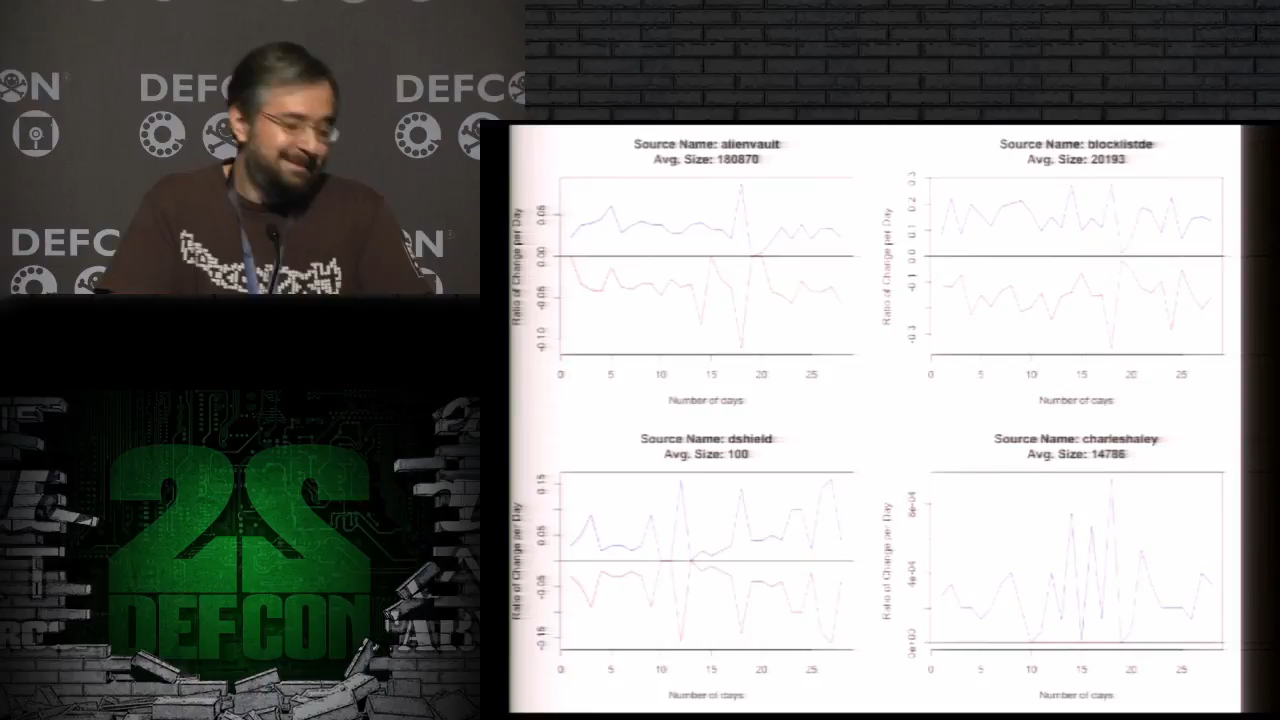 ON
DEFC
DEFC
DEFC
N
22
DEFCON
Source Name: alienvault
Avg. Size: 180870
Ratio of Change per Day
0.05
0.00
-0.05
-0.10
0 5 10 15 20 25
Number of days
Source Name: blocklistde
Avg. Size: 20193
Ratio of Change per Day
0.3
0.2
0.1
0.0
-0.1
-0.3
0 5 10 15 20 25
Number of days
Source Name: dshield
Avg. Size: 100
Ratio of Change per Day
0.15
0.05
-0.05
-0.15
0 5 10 15 20 25
Number of days
Source Name: charleshaley
Avg. Size: 14786
Ratio of Change per Day
8e-04
4e-04
0e+00
0 5 10 15 20 25
Number of days